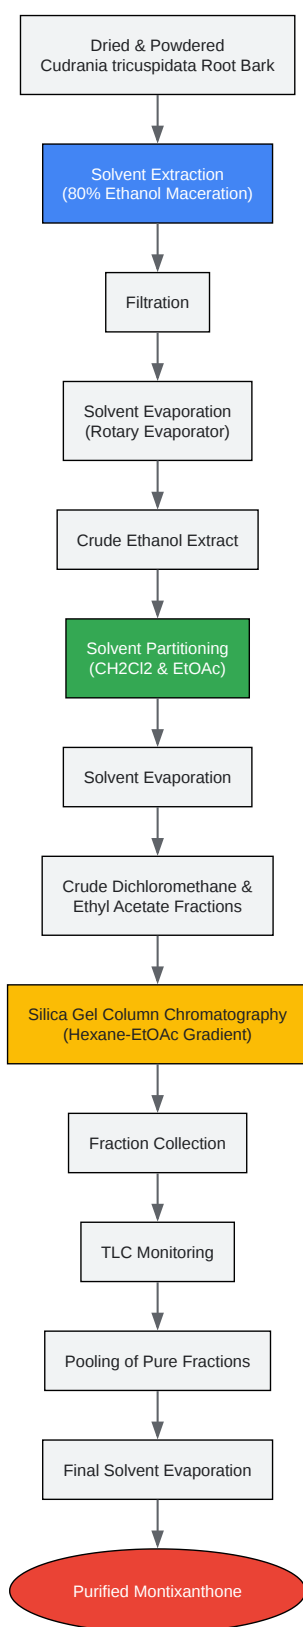 Dried & Powdered
Cudrania tricuspidata Root Bark
Solvent Extraction
(80% Ethanol Maceration)
Filtration
Solvent Evaporation
(Rotary Evaporator)
Crude Ethanol Extract
Solvent Partitioning
(CH2Cl2 & EtOAc)
Solvent Evaporation
Crude Dichloromethane &
Ethyl Acetate Fractions
Silica Gel Column Chromatography
(Hexane-EtOAc Gradient)
Fraction Collection
TLC Monitoring
Pooling of Pure Fractions
Final Solvent Evaporation
Purified Montixanthone